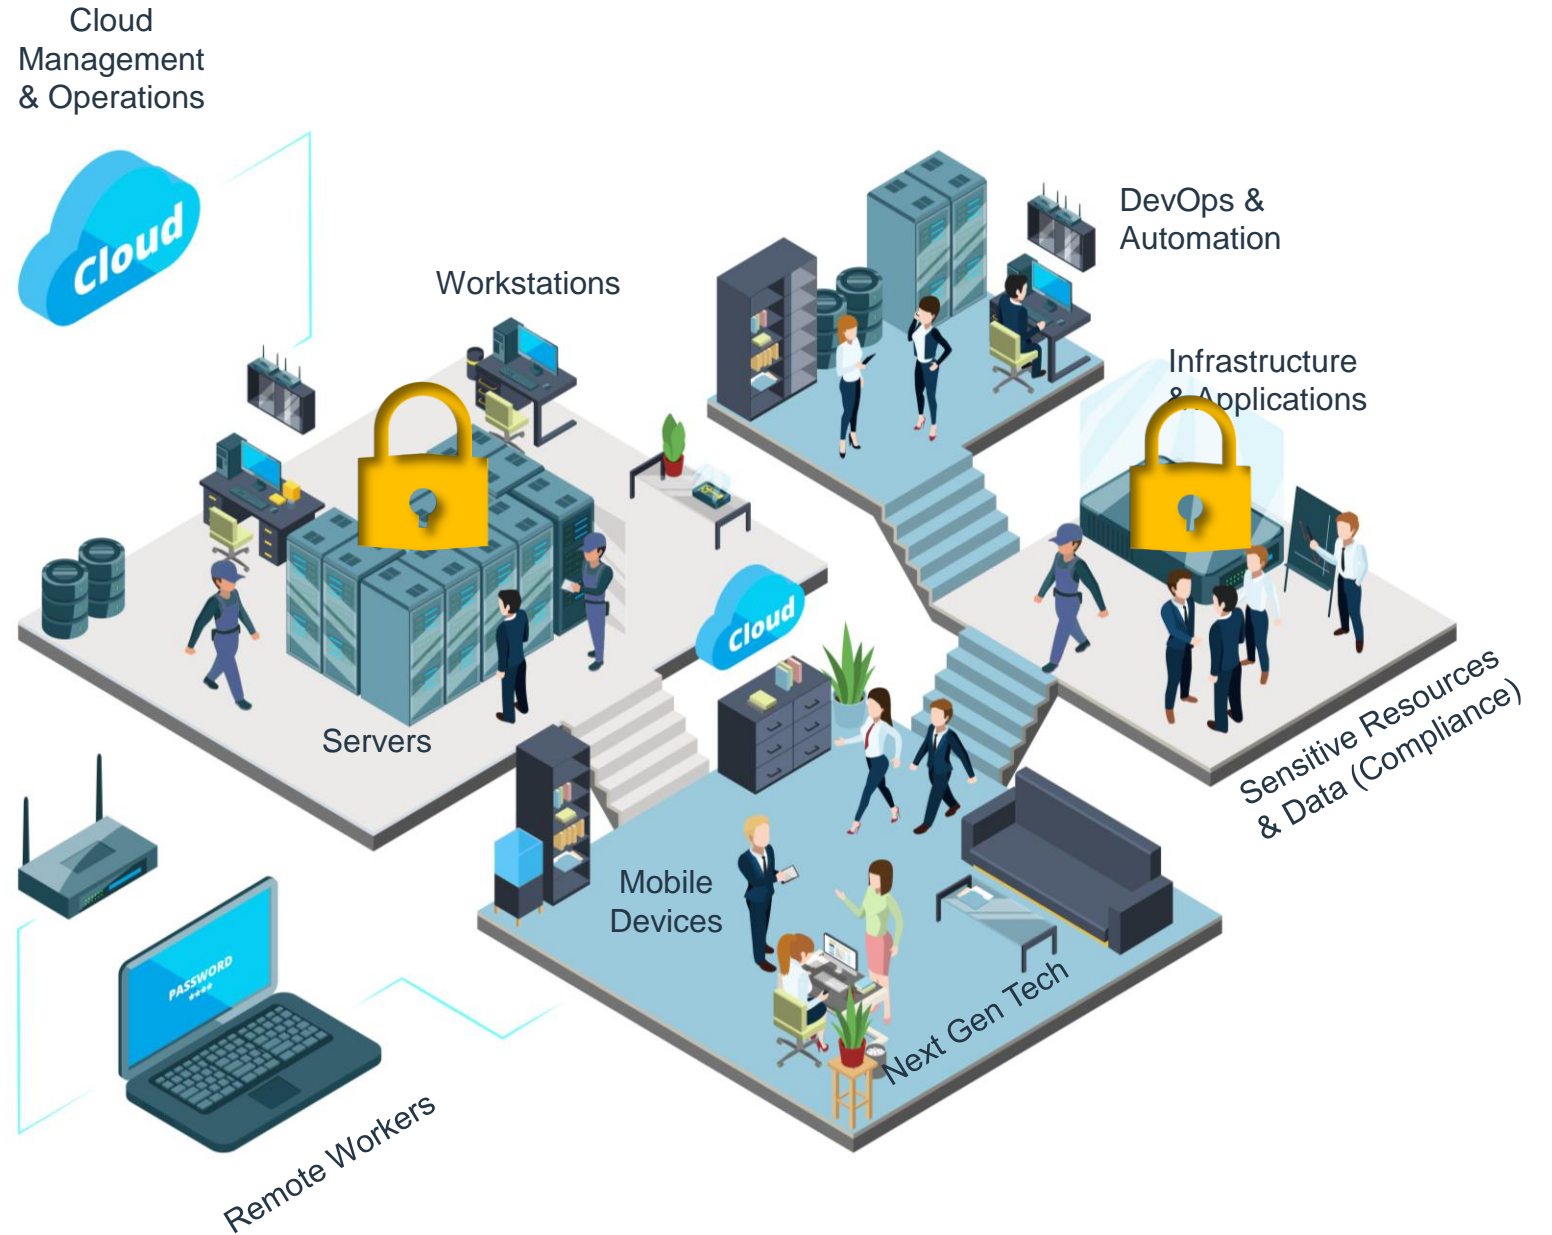 Cloud
Management
& Operations
Cloud
Workstations
DevOps &
Automation
Infrastructure
& Applications
Cloud
Servers
Sensitive Resources
& Data (Compliance)
Mobile
Devices
Next Gen Tech
PASSWORD
****
Remote Workers